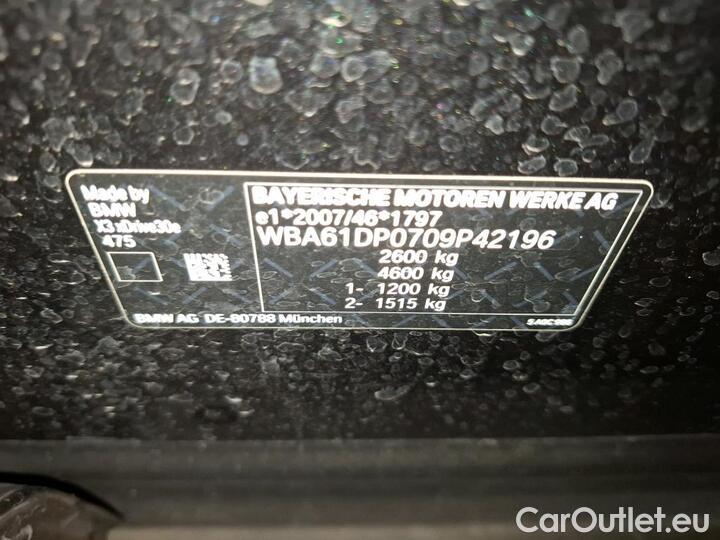 Made by
BMW
X3 xDrive30e
475
BAYERISCHE MOTOREN WERKE AG
e1*2007/46*1797
WBA61DP0709P42196
2600 kg
4600 kg
1- 1200 kg
2- 1515 kg
BMW AG DE-80788 München
CarOutlet.eu